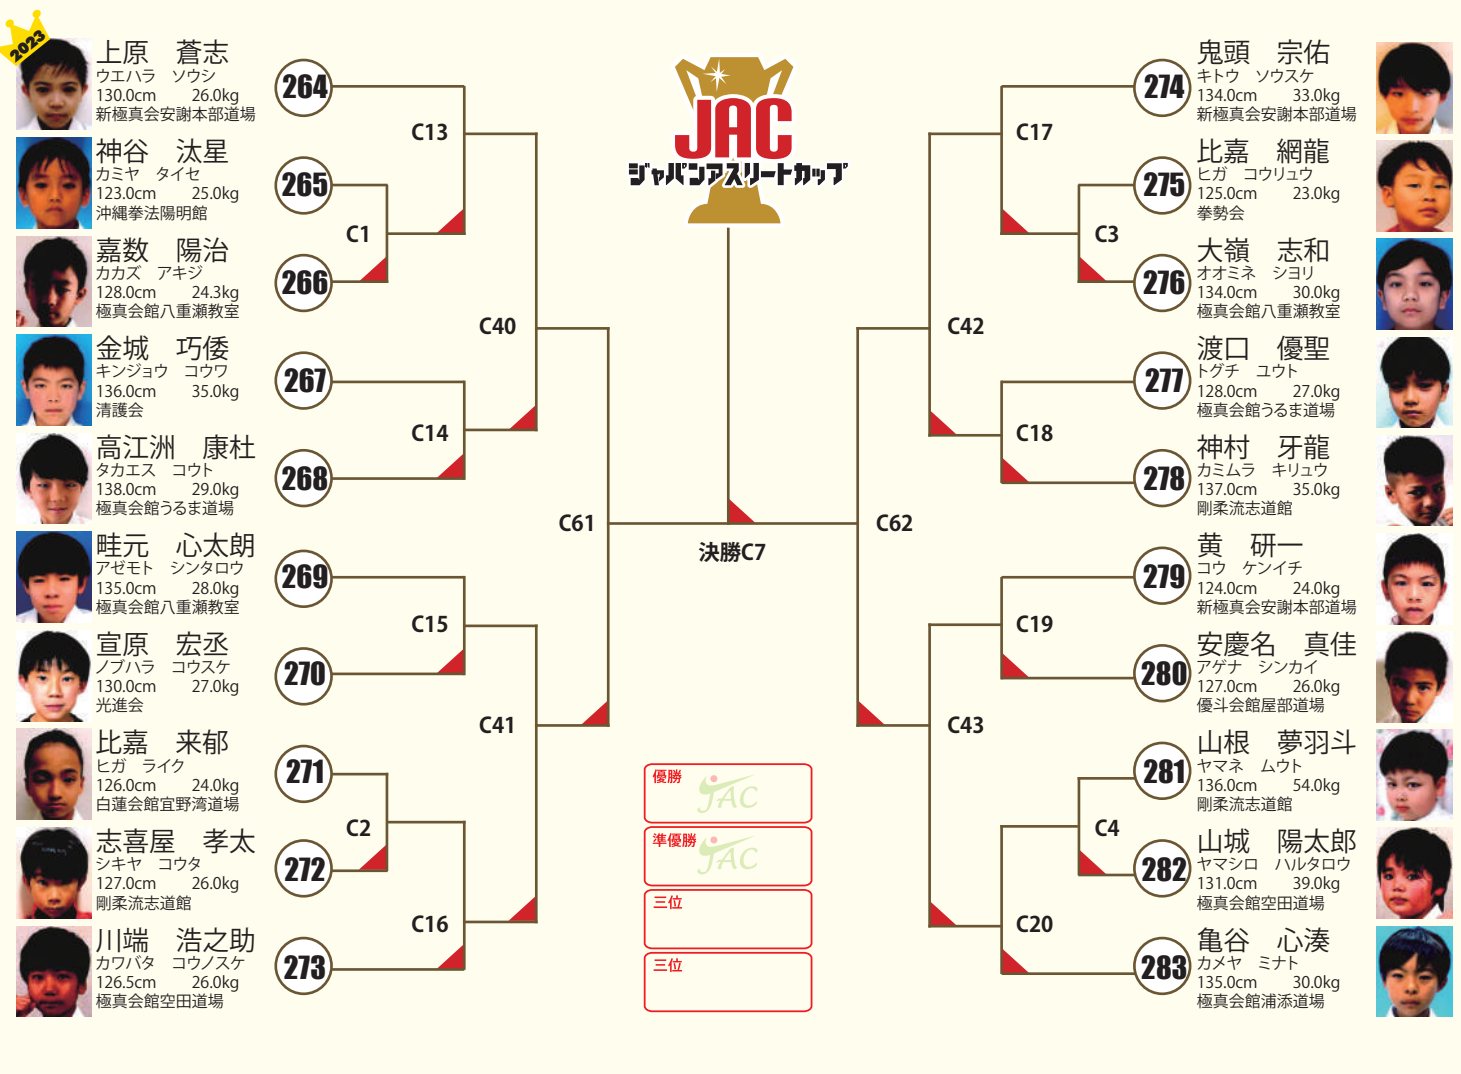 2023
上原　蒼志
ウエハラ　ソウシ
130.0cm　26.0kg
新極真会安謝本部道場
264
神谷　汰星
カミヤ　タイセ
123.0cm　25.0kg
沖縄拳法陽明館
265
嘉数　陽治
カカズ　アキジ
128.0cm　24.3kg
極真会館八重瀬教室
266
金城　巧倭
キンジョウ　コウワ
136.0cm　35.0kg
清護会
267
高江洲　康杜
タカエス　コウト
138.0cm　29.0kg
極真会館うるま道場
268
畦元　心太朗
アゼモト　シンタロウ
135.0cm　28.0kg
極真会館八重瀬教室
269
宣原　宏丞
ノブハラ　コウスケ
130.0cm　27.0kg
光進会
270
比嘉　来郁
ヒガ　ライク
126.0cm　24.0kg
白蓮会館宜野湾道場
271
志喜屋　孝太
シキヤ　コウタ
127.0cm　26.0kg
剛柔流志道館
272
川端　浩之助
カワバタ　コウノスケ
126.5cm　26.0kg
極真会館空田道場
273
C13
C1
C40
C14
C61
C15
C41
C2
C16
JAC
ジャパンアスリートカップ
決勝C7
優勝
JAC
準優勝
JAC
三位
三位
C17
C3
C42
C18
C62
C19
C43
C4
C20
274
鬼頭　宗佑
キトウ　ソウスケ
134.0cm　33.0kg
新極真会安謝本部道場
275
比嘉　網龍
ヒガ　コウリュウ
125.0cm　23.0kg
拳勢会
276
大嶺　志和
オオミネ　シヨリ
134.0cm　30.0kg
極真会館八重瀬教室
277
渡口　優聖
トグチ　ユウト
128.0cm　27.0kg
極真会館うるま道場
278
神村　牙龍
カミムラ　キリュウ
137.0cm　35.0kg
剛柔流志道館
279
黄　研一
コウ　ケンイチ
124.0cm　24.0kg
新極真会安謝本部道場
280
安慶名　真佳
アゲナ　シンカイ
127.0cm　26.0kg
優斗会館屋部道場
281
山根　夢羽斗
ヤマネ　ムウト
136.0cm　54.0kg
剛柔流志道館
282
山城　陽太郎
ヤマシロ　ハルタロウ
131.0cm　39.0kg
極真会館空田道場
283
亀谷　心湊
カメヤ　ミナト
135.0cm　30.0kg
極真会館浦添道場